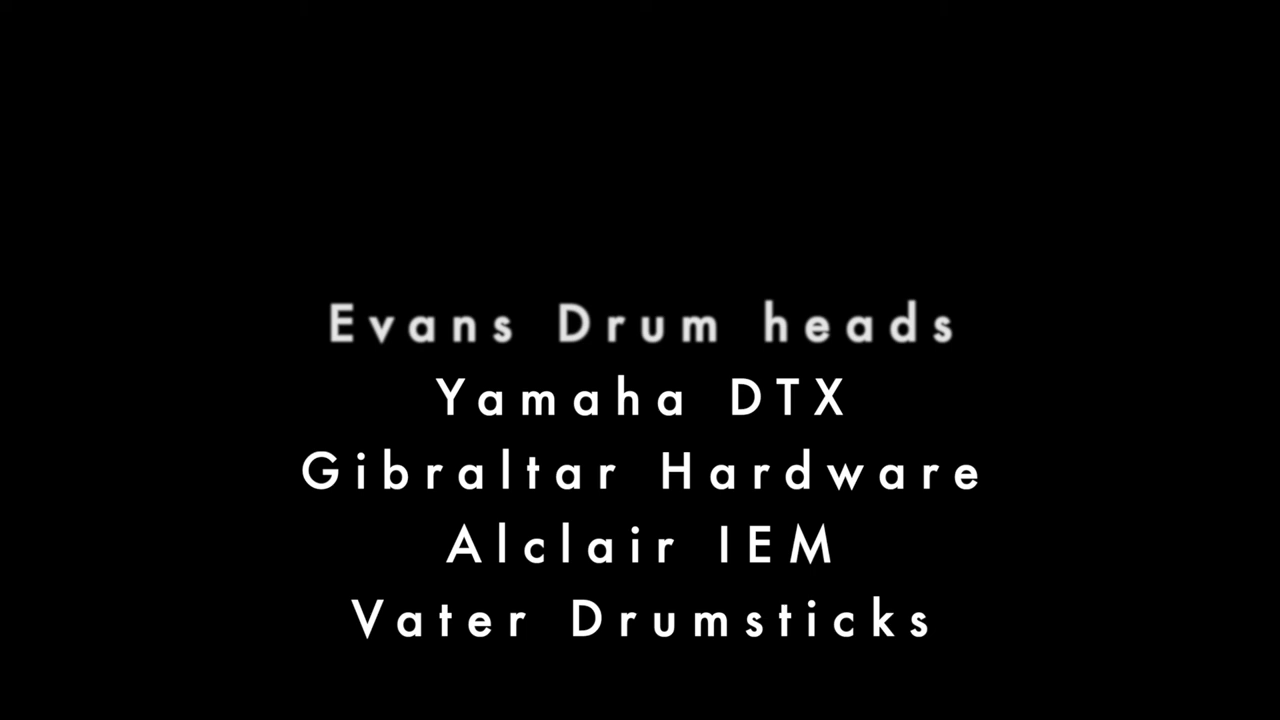 Evans Drum heads
Yamaha DTX
Gibraltar Hardware
Alclair IEM
Vater Drumsticks